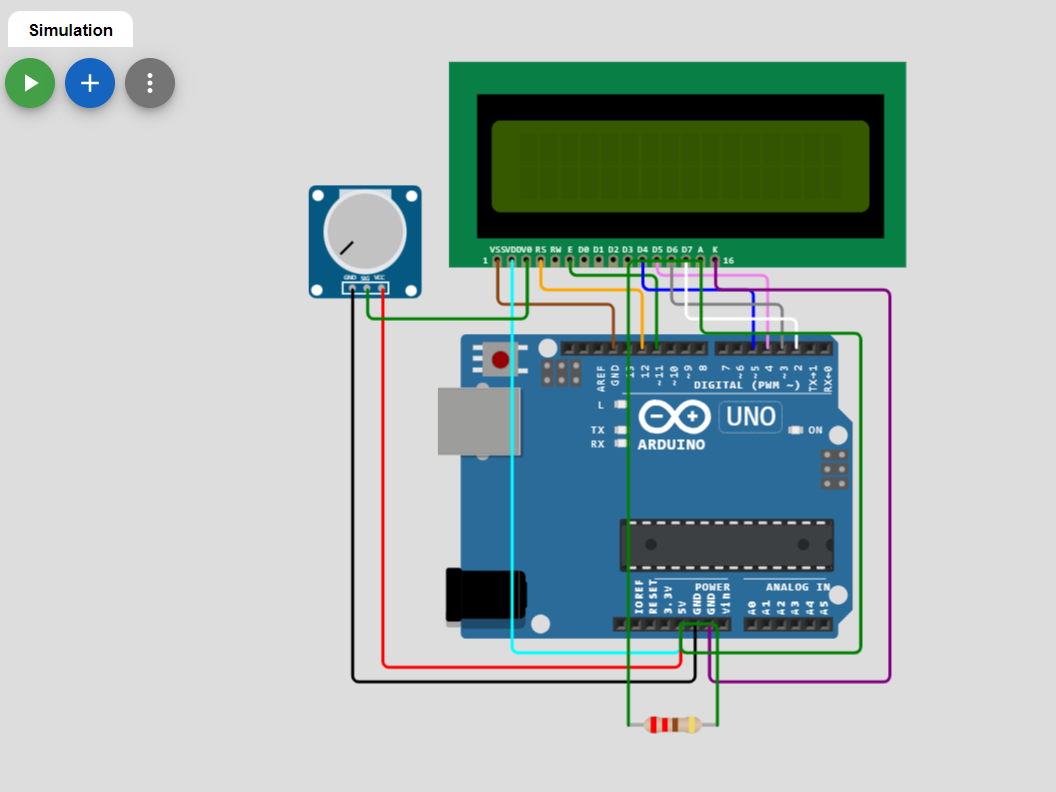 Simulation
GND SIG VCC
1 VSS VDD V0 RS RW E D0 D1 D2 D3 D4 D5 D6 D7 A K 16
AREF GND 13 12 ~11 ~10 ~9 8 7 ~6 ~5 4 ~3 2 TX→1 RX←0
DIGITAL (PWM ~)
L
TX
RX
UNO
ON
ARDUINO
POWER
ANALOG IN
IOREF RESET 3.3V 5V GND GND Vin A0 A1 A2 A3 A4 A5